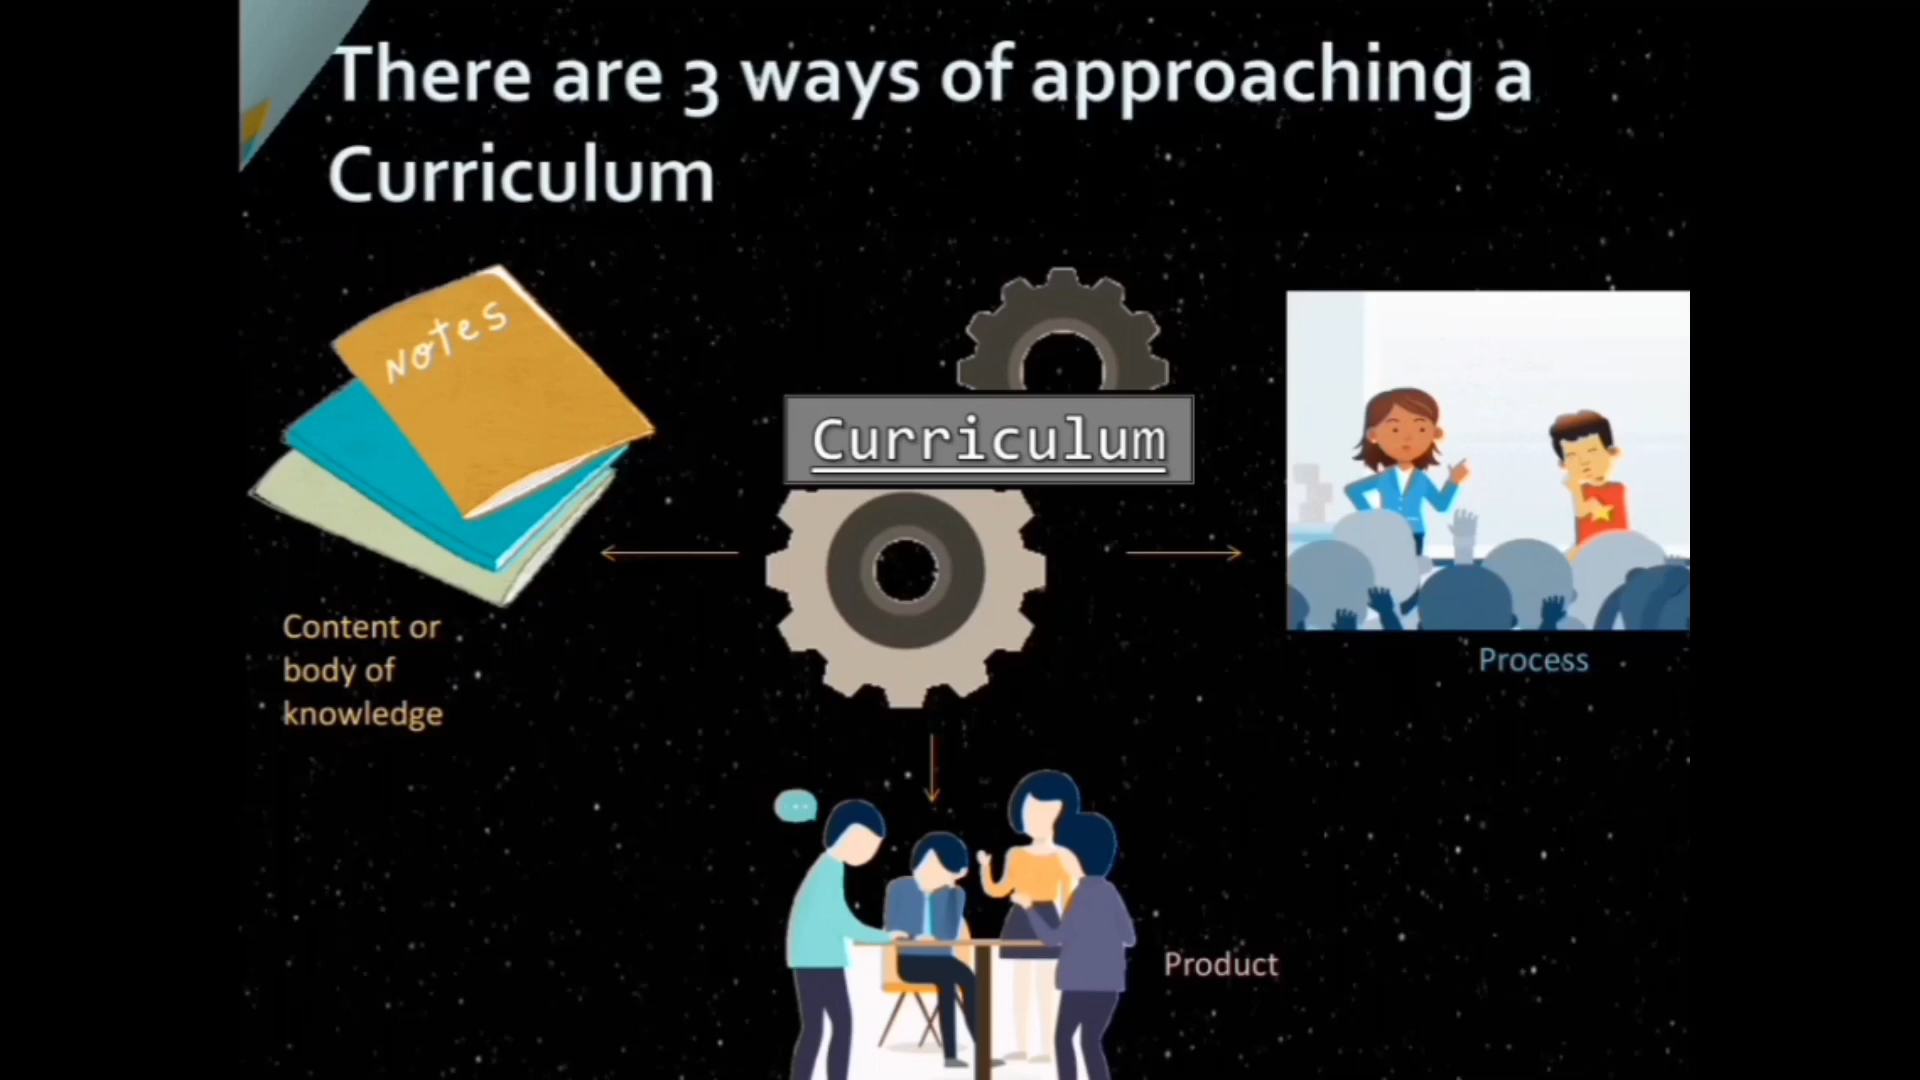 There are 3 ways of approaching a
Curriculum
Notes
Curriculum
Content or
body of
knowledge
Process
Product